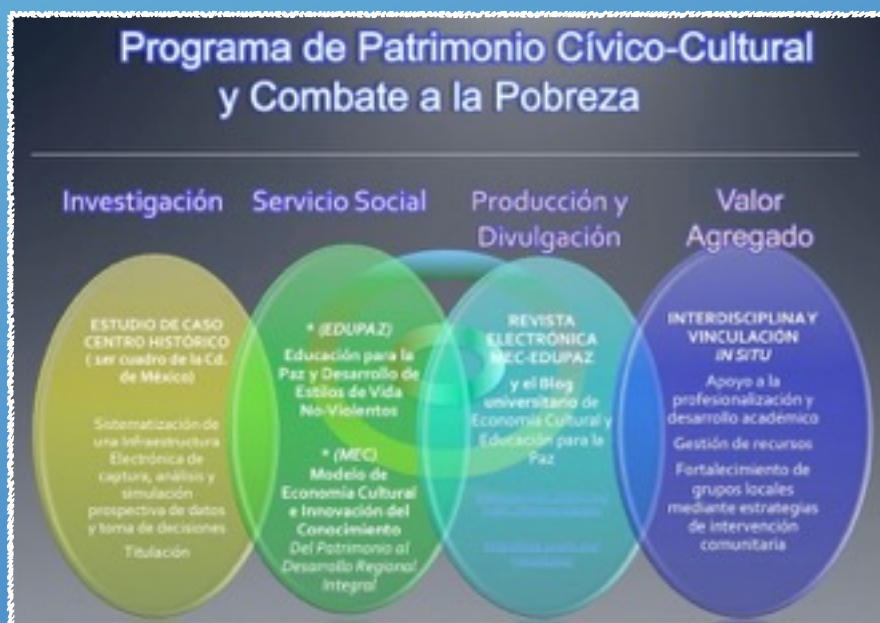 Programa de Patrimonio Cívico-Cultural
y Combate a la Pobreza
Investigación
Servicio Social
Producción y
Divulgación
Valor
Agregado
ESTUDIO DE CASO
CENTRO HISTÓRICO
( 1er cuadro de la Cd.
de México)
Sistematización de
una Infraestructura
Electrónica de
captura, análisis y
simulación
prospectiva de datos
y toma de decisiones
Titulación
* (EDUPAZ)
Educación para la
Paz y Desarrollo de
Estilos de Vida
No-Violentos
* (MEC)
Modelo de
Economía Cultural
e Innovación del
Conocimiento
Del Patrimonio al
Desarrollo Regional
Integral
REVISTA
ELECTRÓNICA
MEC-EDUPAZ
y el Blog
universitario de
Economía Cultural y
Educación para la
Paz
INTERDISCIPLINA Y
VINCULACIÓN
IN SITU
Apoyo a la
profesionalización y
desarrollo académico
Gestión de recursos
Fortalecimiento de
grupos locales
mediante estrategias
de intervención
comunitaria